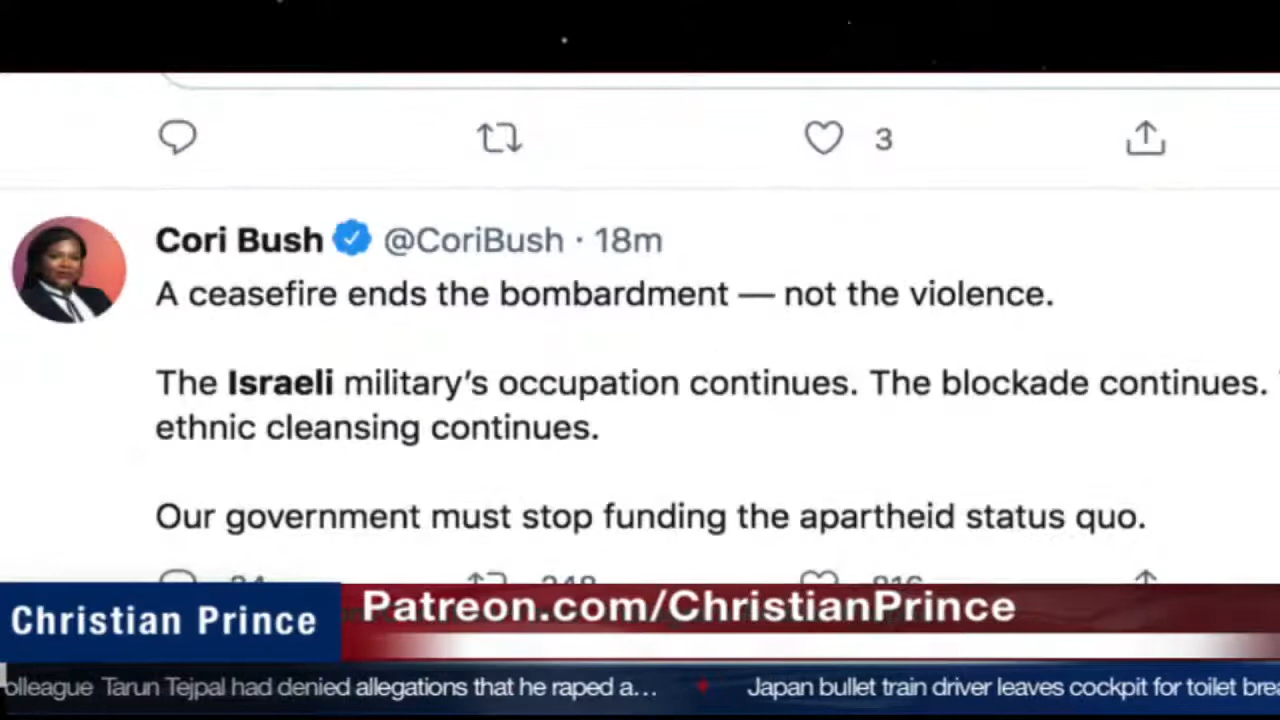 3
Cori Bush @CoriBush · 18m
A ceasefire ends the bombardment — not the violence.
The Israeli military's occupation continues. The blockade continues.
ethnic cleansing continues.
Our government must stop funding the apartheid status quo.
Christian Prince
Patreon.com/ChristianPrince
olleague Tarun Tejpal had denied allegations that he raped a… Japan bullet train driver leaves cockpit for toilet brea